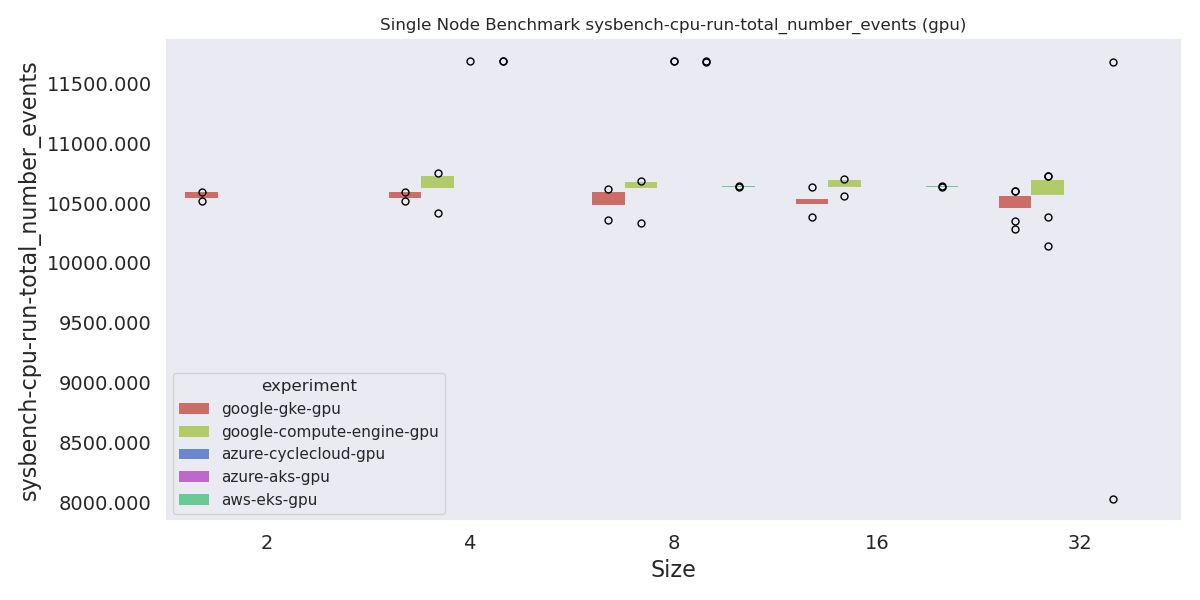 Single Node Benchmark sysbench-cpu-run-total_number_events (gpu)
sysbench-cpu-run-total_number_events
11500.000
11000.000
10500.000
10000.000
9500.000
9000.000
8500.000
8000.000
experiment
google-gke-gpu
google-compute-engine-gpu
azure-cyclecloud-gpu
azure-aks-gpu
aws-eks-gpu
2 4 8 16 32
Size